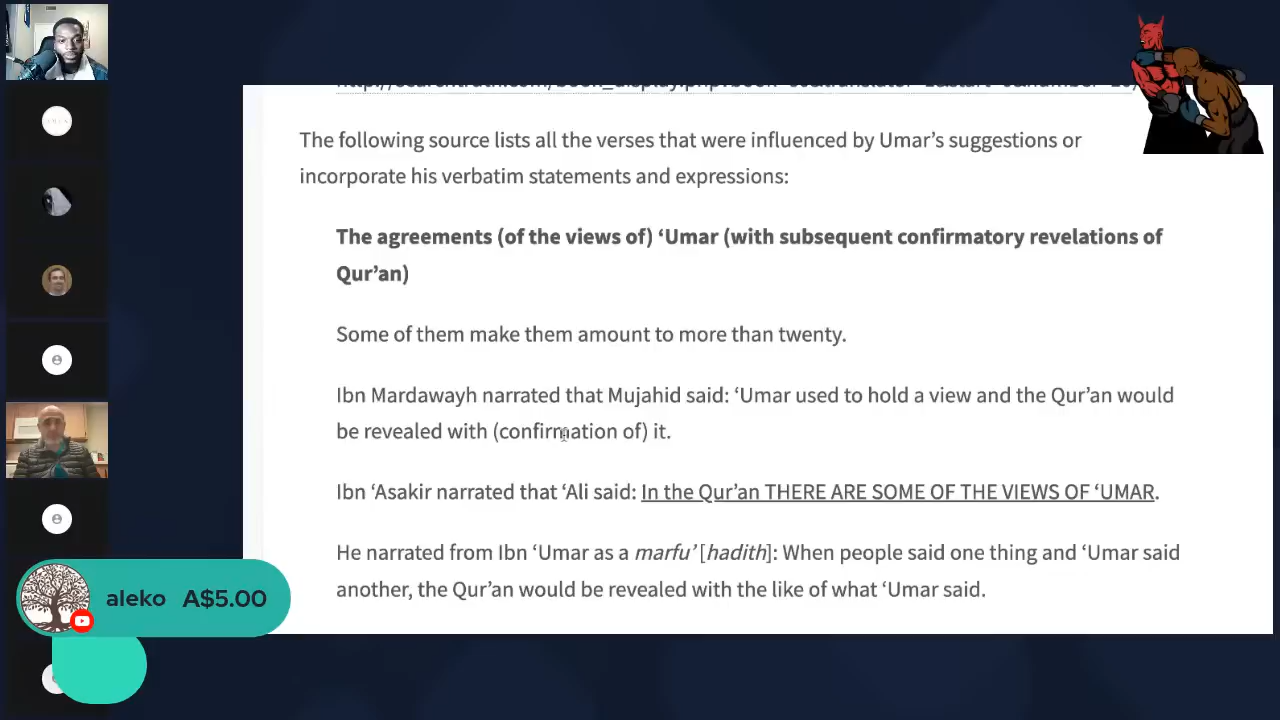 The following source lists all the verses that were influenced by Umar’s suggestions or
incorporate his verbatim statements and expressions:
The agreements (of the views of) ‘Umar (with subsequent confirmatory revelations of
Qur’an)
Some of them make them amount to more than twenty.
Ibn Mardawayh narrated that Mujahid said: ‘Umar used to hold a view and the Qur’an would
be revealed with (confirmation of) it.
Ibn ‘Asakir narrated that ‘Ali said: In the Qur’an THERE ARE SOME OF THE VIEWS OF ‘UMAR.
He narrated from Ibn ‘Umar as a marfu’ [hadith]: When people said one thing and ‘Umar said
another, the Qur’an would be revealed with the like of what ‘Umar said.
aleko A$5.00